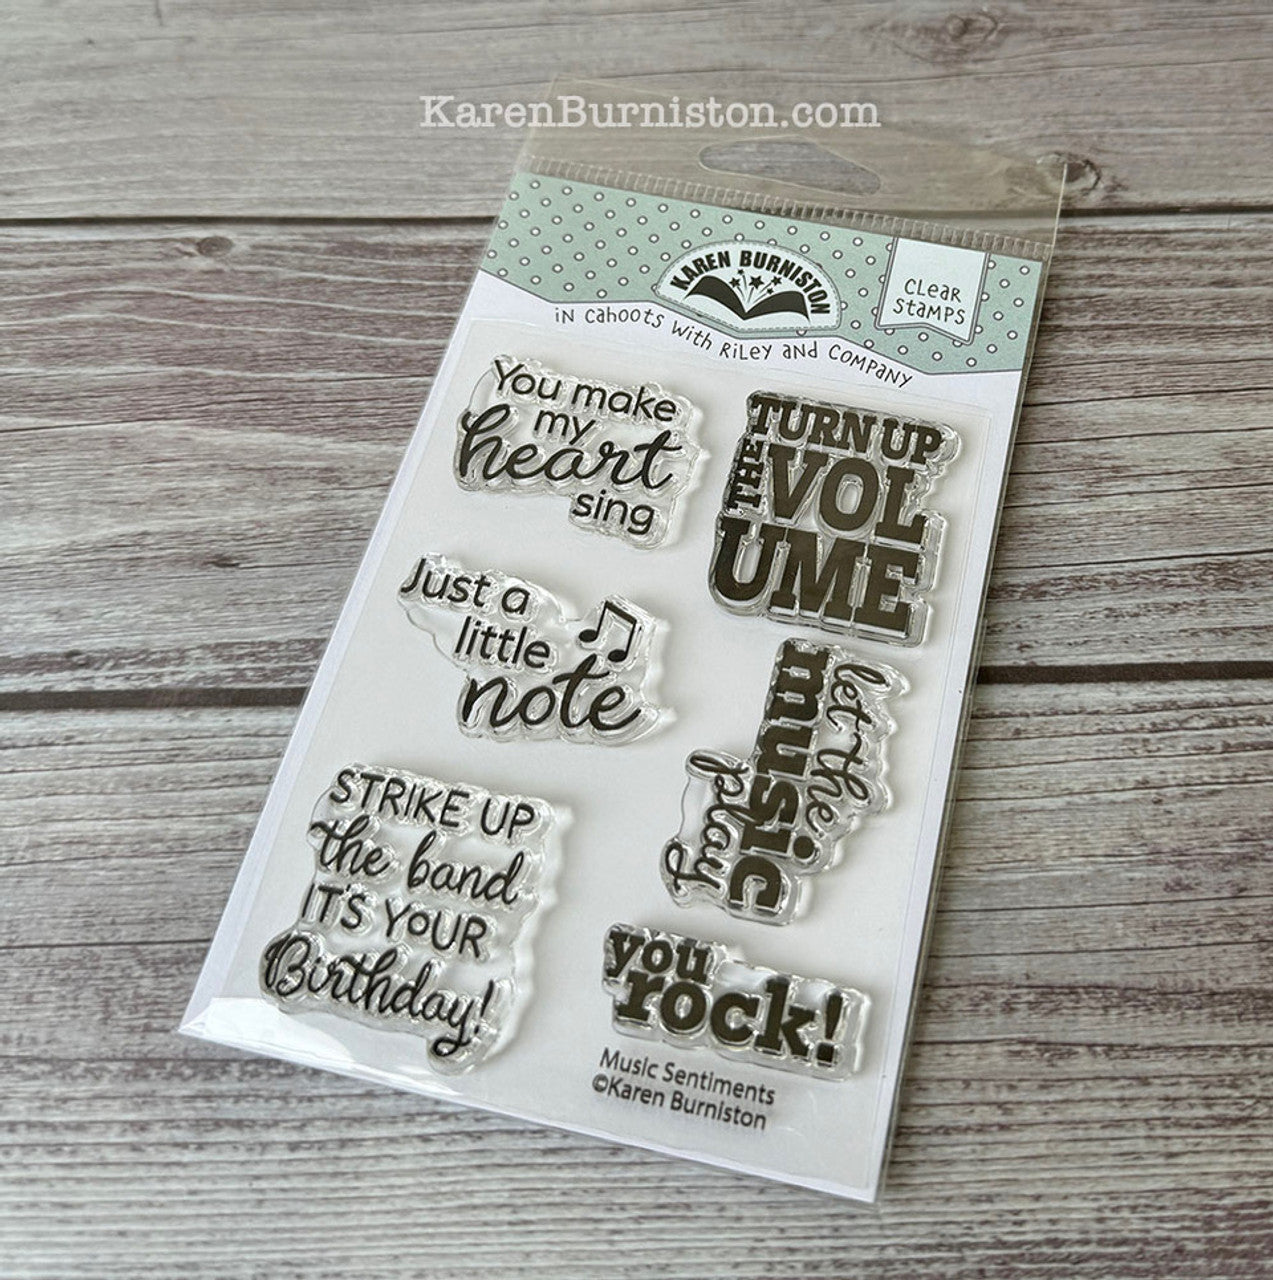 KarenBurniston.com
KAREN BURNISTON
CLEAR
STAMPS
IN CAHOOTS WITH RILEY AND COMPANY
You make
my
heart
sing
TURN UP
THE VOL
UME
Just a
little
note
let the
music
play
STRIKE UP
the band
IT'S YOUR
Birthday!
you
rock!
Music Sentiments
©Karen Burniston